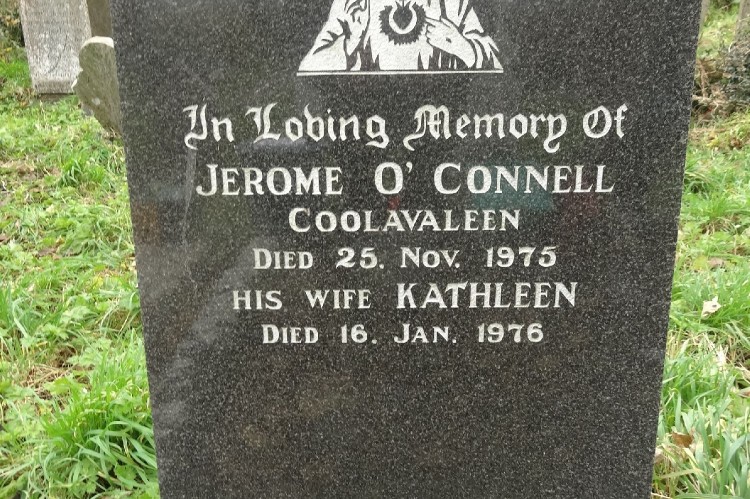 In Loving Memory Of
JEROME O' CONNELL
COOLAVALEEN
DIED 25. NOV. 1975
HIS WIFE KATHLEEN
DIED 16. JAN. 1976